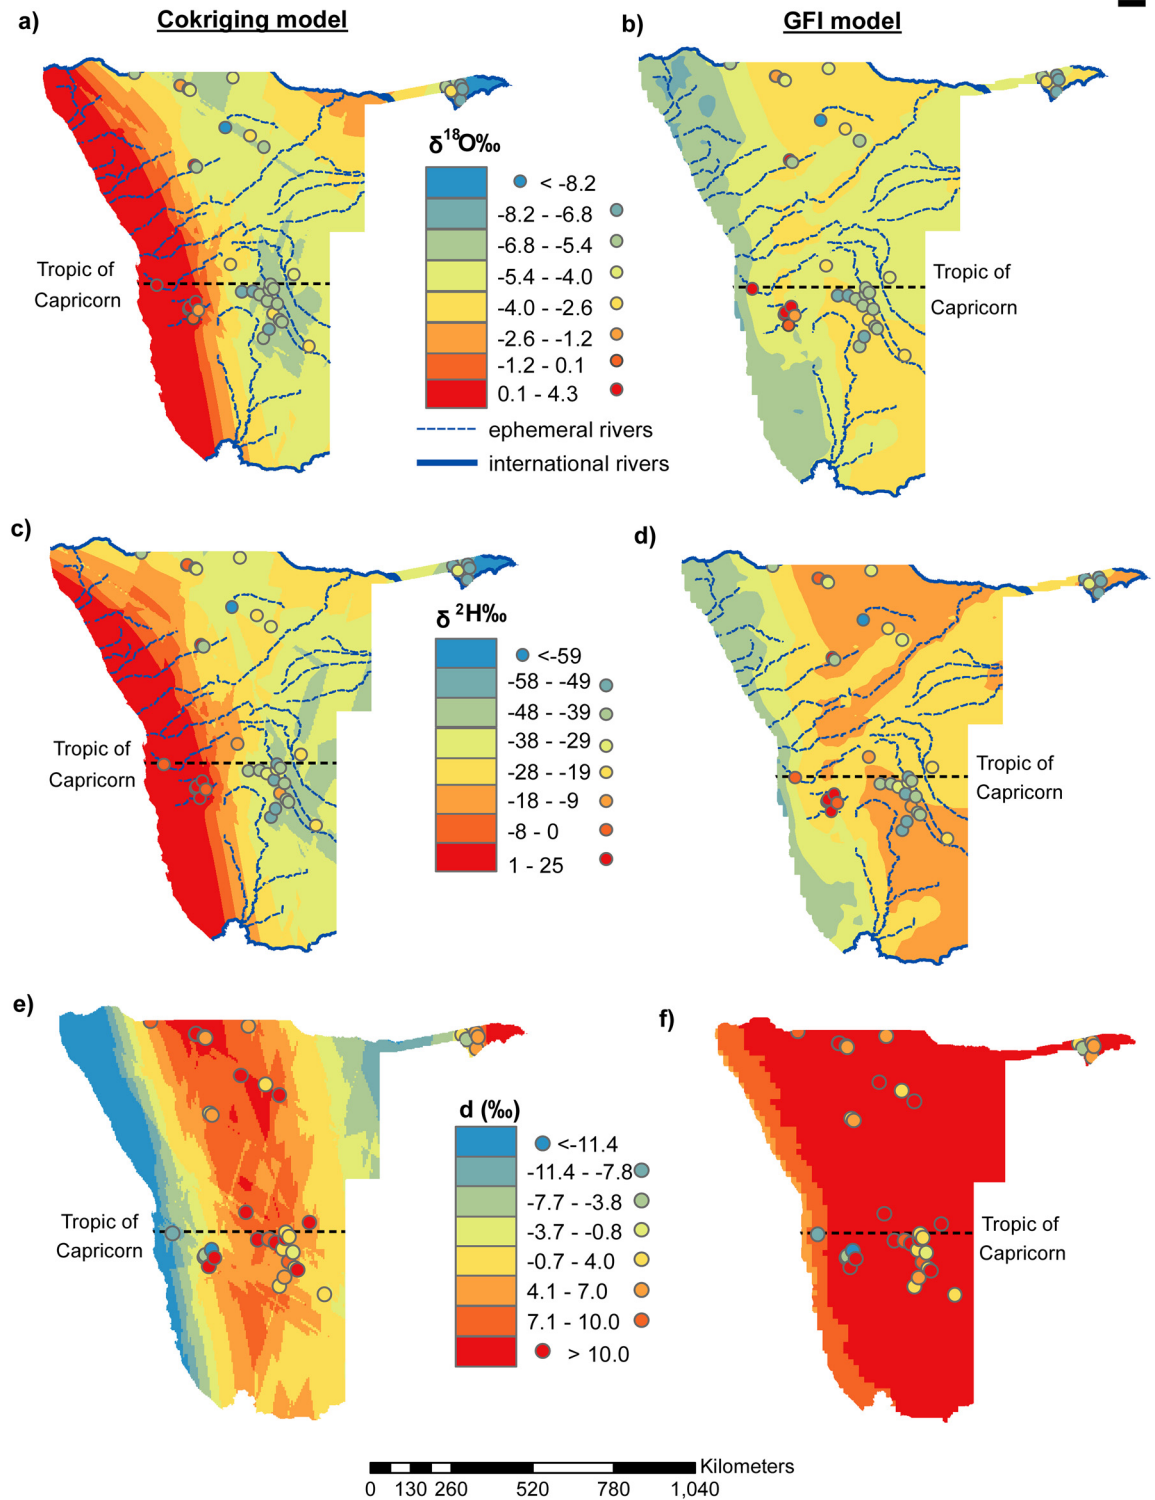 a)
Cokriging model
b)
GFI model
δ18O‰
< -8.2
-8.2 - -6.8
-6.8 - -5.4
-5.4 - -4.0
-4.0 - -2.6
-2.6 - -1.2
-1.2 - 0.1
0.1 - 4.3
ephemeral rivers
international rivers
Tropic of
Capricorn
Tropic of
Capricorn
c)
d)
δ 2H‰
<-59
-58 - -49
-48 - -39
-38 - -29
-28 - -19
-18 - -9
-8 - 0
1 - 25
Tropic of
Capricorn
Tropic of
Capricorn
e)
f)
d (‰)
<-11.4
-11.4 - -7.8
-7.7 - -3.8
-3.7 - -0.8
-0.7 - 4.0
4.1 - 7.0
7.1 - 10.0
> 10.0
Tropic of
Capricorn
Tropic of
Capricorn
Kilometers
0 130 260 520 780 1,040